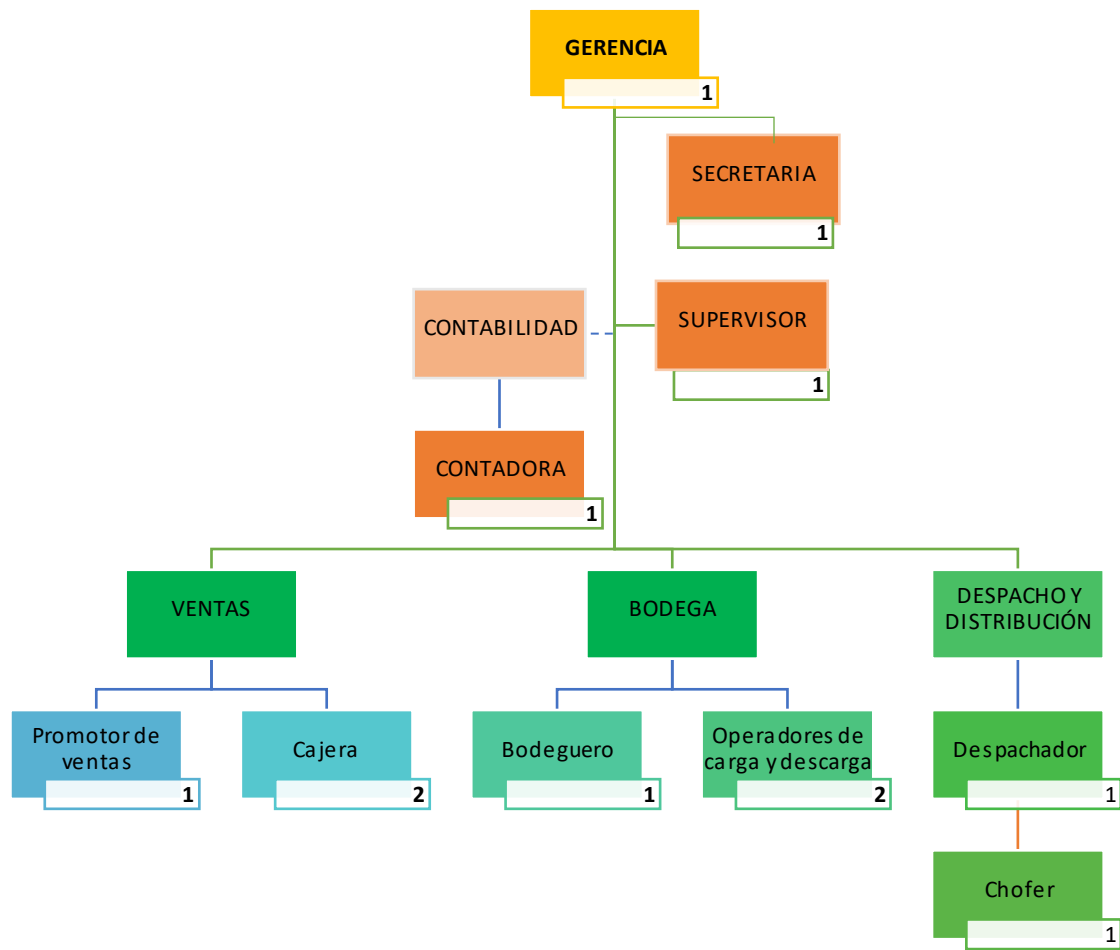 GERENCIA
1
SECRETARIA
1
CONTABILIDAD
SUPERVISOR
1
CONTADORA
1
VENTAS
BODEGA
DESPACHO Y
DISTRIBUCIÓN
Promotor de
ventas
1
Cajera
2
Bodeguero
1
Operadores de
carga y descarga
2
Despachador
1
Chofer
1